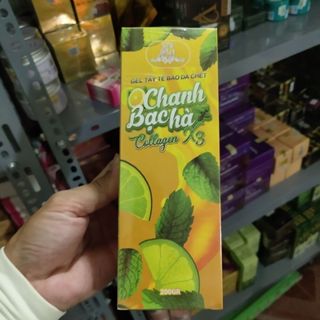 GEL TẨY TẾ BÀO DA CHẾT
Chanh
Bạc hà
Collagen X3
200GR